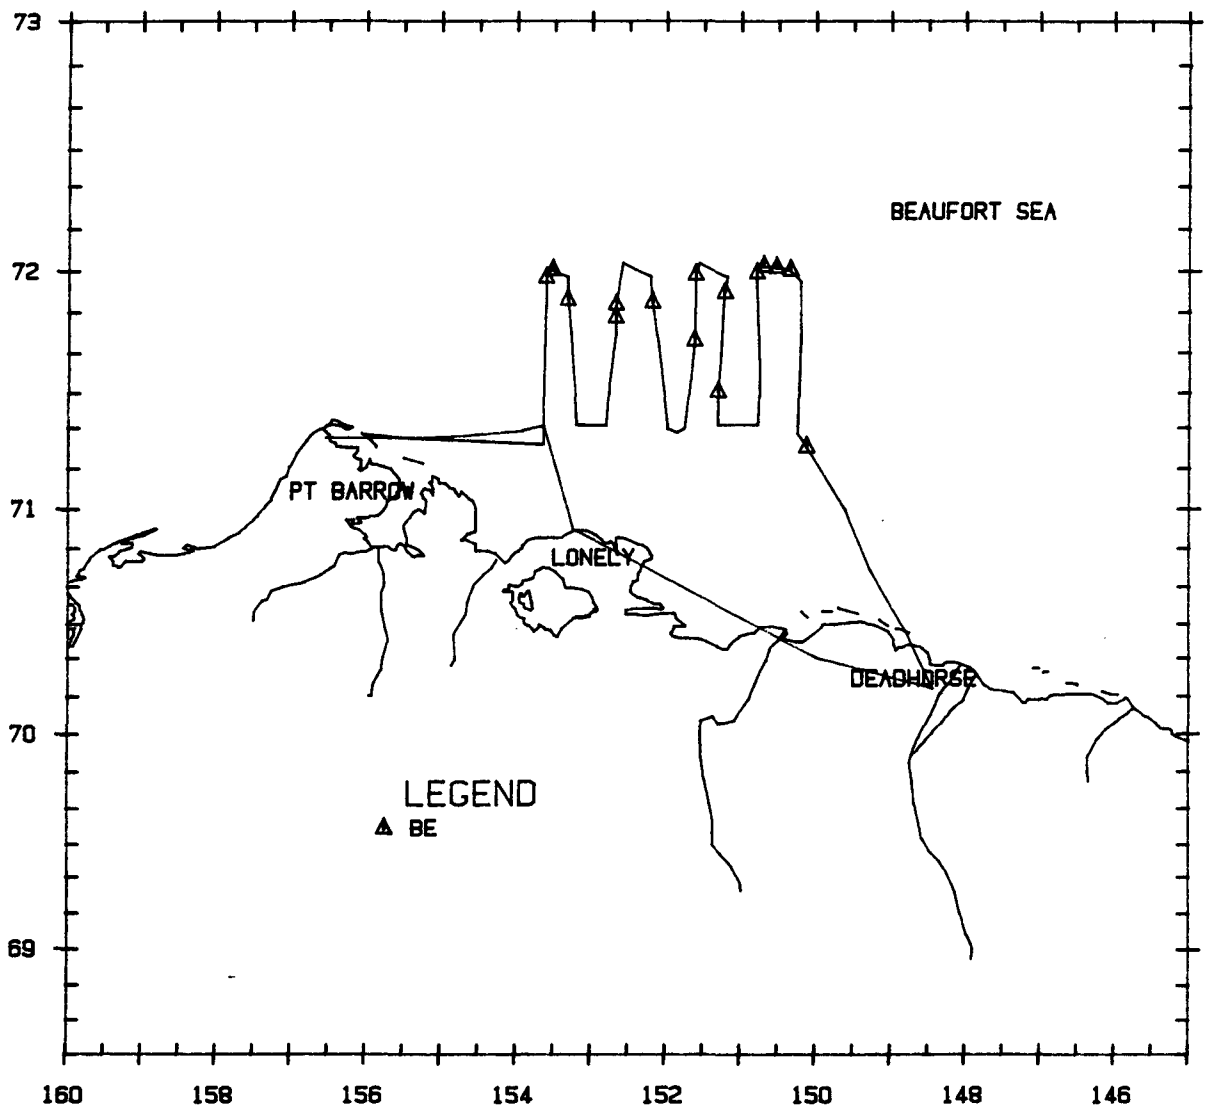 73
BEAUFORT SEA
72
71
PT BARROW
LONELY
DEADHORSE
70
LEGEND
BE
69
160 158 156 154 152 150 148 146